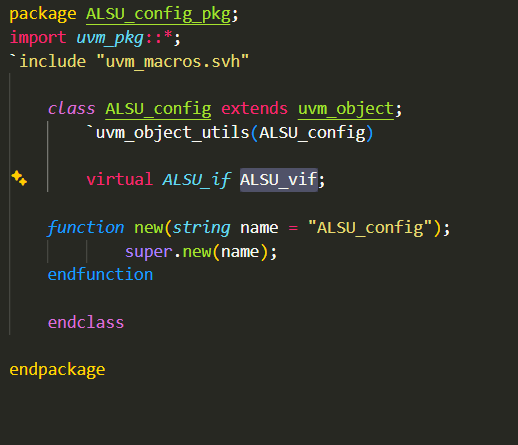 package ALSU_config_pkg;
import uvm_pkg::*;
`include "uvm_macros.svh"
class ALSU_config extends uvm_object;
`uvm_object_utils(ALSU_config)
virtual ALSU_if ALSU_vif;
function new(string name = "ALSU_config");
super.new(name);
endfunction
endclass
endpackage